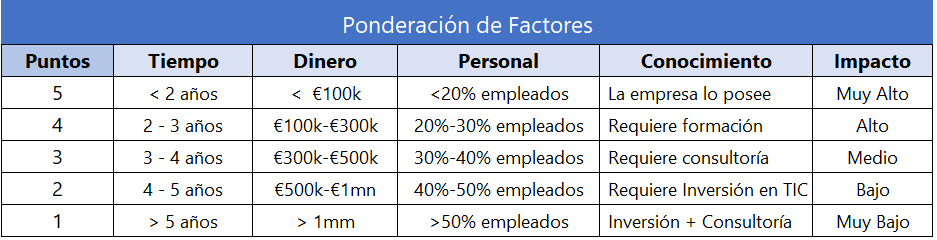 Ponderación de Factores
Puntos Tiempo Dinero Personal Conocimiento Impacto
5 < 2 años < €100k <20% empleados La empresa lo posee Muy Alto
4 2 - 3 años €100k-€300k 20%-30% empleados Requiere formación Alto
3 3 - 4 años €300k-€500k 30%-40% empleados Requiere consultoría Medio
2 4 - 5 años €500k-€1mn 40%-50% empleados Requiere Inversión en TIC Bajo
1 > 5 años > 1mm >50% empleados Inversión + Consultoría Muy Bajo